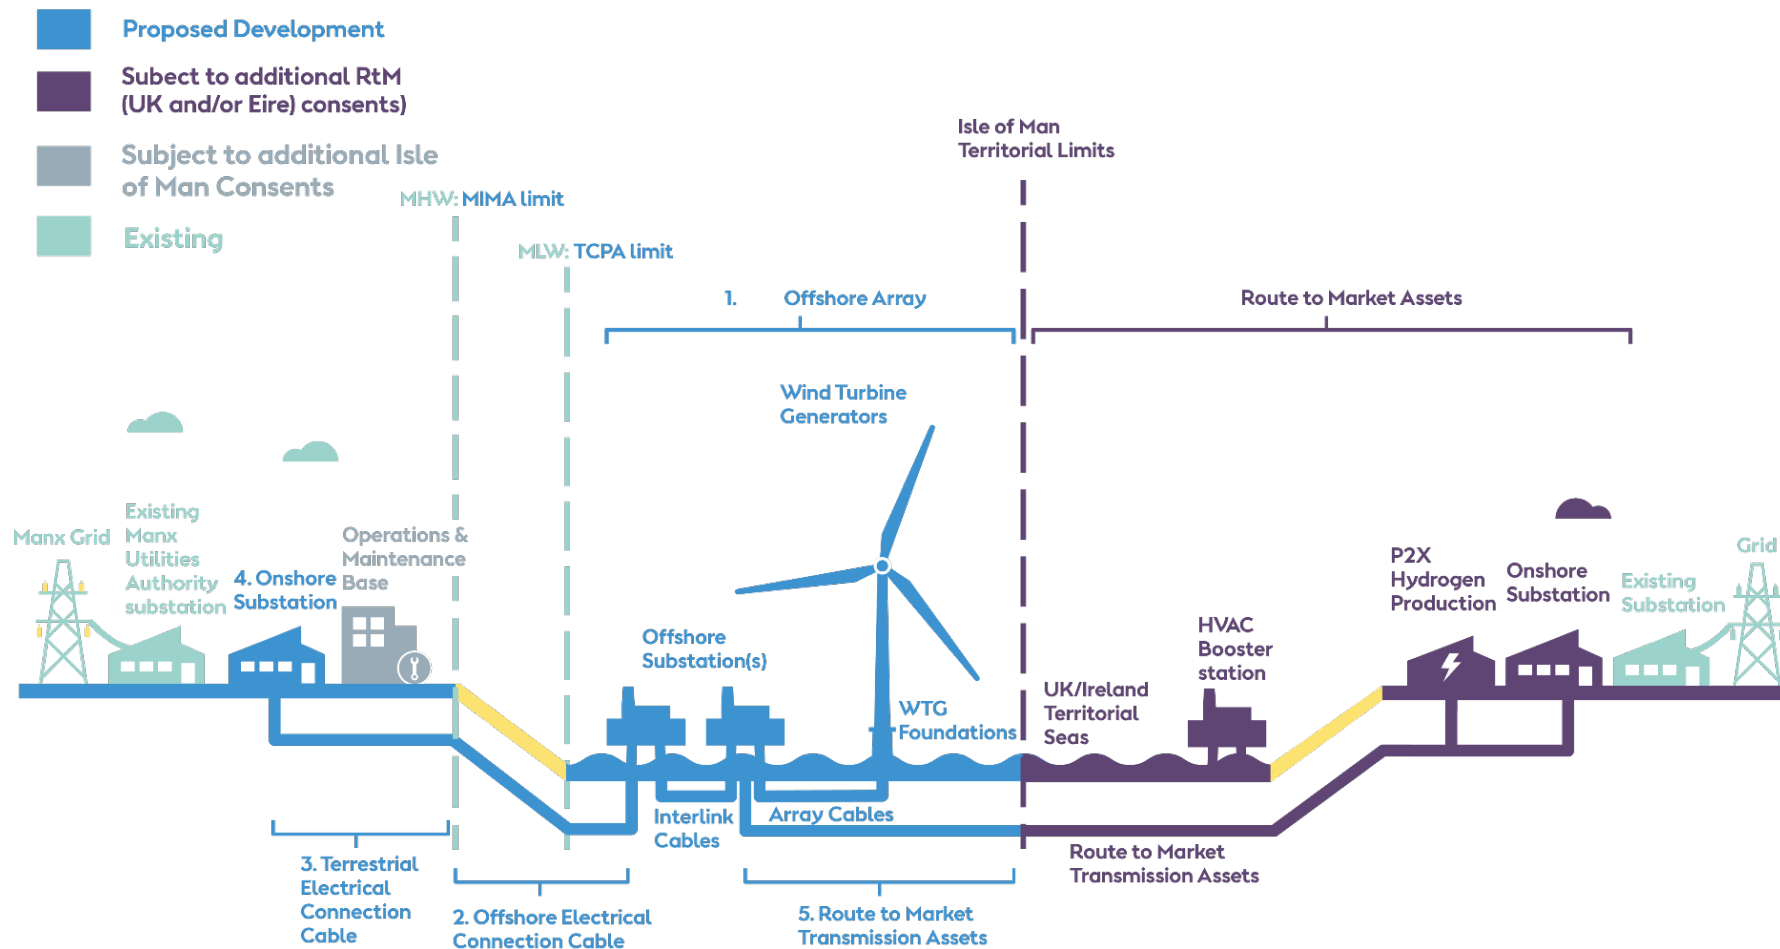 Proposed Development
Subect to additional RtM
(UK and/or Eire) consents)
Subject to additional Isle
of Man Consents
Existing
MHW: MIMA limit
MLW: TCPA limit
Isle of Man
Territorial Limits
1. Offshore Array
Route to Market Assets
Wind Turbine
Generators
Manx Grid
Existing
Manx
Utilities
Authority
substation
4. Onshore
Substation
Operations &
Maintenance
Base
Offshore
Substation(s)
WTG
Foundations
UK/Ireland
Territorial
Seas
HVAC
Booster
station
P2X
Hydrogen
Production
Onshore
Substation
Existing
Substation
Grid
Interlink
Cables
Array Cables
Route to Market
Transmission Assets
3. Terrestrial
Electrical
Connection
Cable
2. Offshore Electrical
Connection Cable
5. Route to Market
Transmission Assets